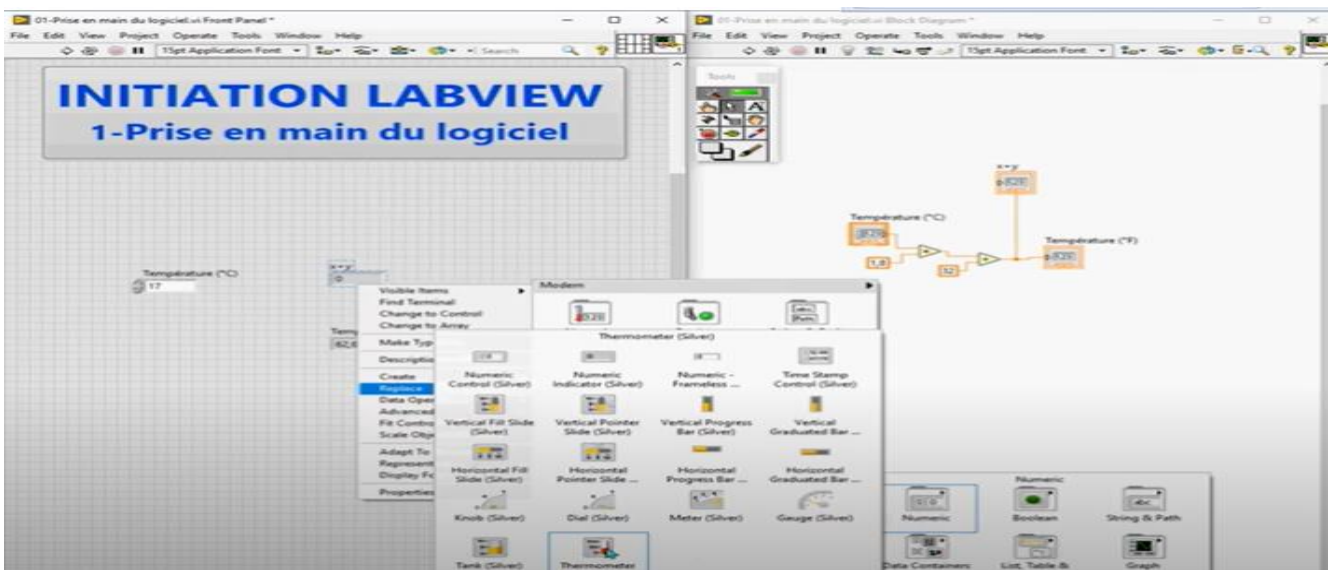 01-Prise en main du logiciel.vi Front Panel *
File Edit View Project Operate Tools Window Help
15pt Application Font
Search
INITIATION LABVIEW
1-Prise en main du logiciel
Température (°C)
17
x+y
0
Visible Items
Find Terminal
Change to Control
Change to Array
Make Typ
Descriptio
Create
Replace
Data Oper
Advanced
Fit Contro
Scale Obje
Adapt To
Represent
Display Fo
Properties
Modern
Thermometer (Silver)
Numeric Control (Silver)
Numeric Indicator (Silver)
Numeric - Frameless ...
Time Stamp Control (Silver)
Vertical Fill Slide (Silver)
Vertical Pointer Slide (Silver)
Vertical Progress Bar (Silver)
Vertical Graduated Bar ...
Horizontal Fill Slide (Silver)
Horizontal Pointer Slide ...
Horizontal Progress Bar ...
Horizontal Graduated Bar ...
Knob (Silver)
Dial (Silver)
Meter (Silver)
Gauge (Silver)
Tank (Silver)
Thermometer
01-Prise en main du logiciel.vi Block Diagram *
File Edit View Project Operate Tools Window Help
15pt Application Font
Tools
x+y
Température (°C)
1,8
32
Température (°F)
Numeric
Numeric
Boolean
String & Path
Data Containers
List, Table &
Graph